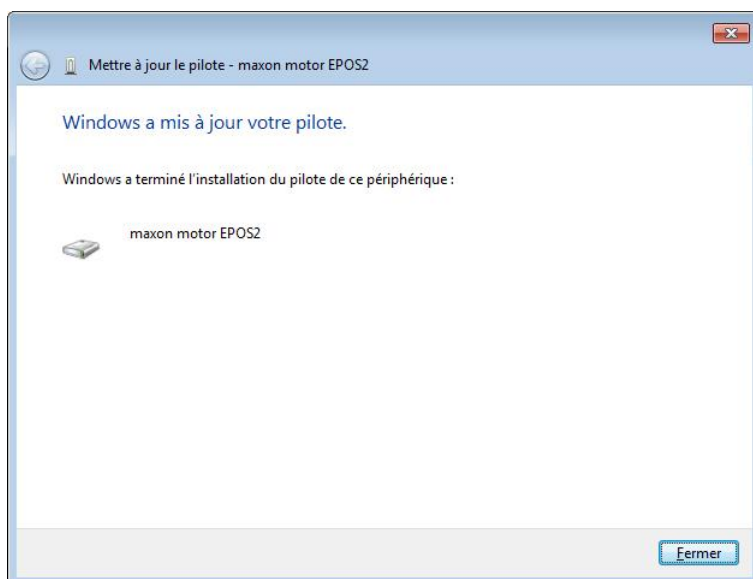 Mettre à jour le pilote - maxon motor EPOS2
Windows a mis à jour votre pilote.
Windows a terminé l'installation du pilote de ce périphérique :
maxon motor EPOS2
Fermer